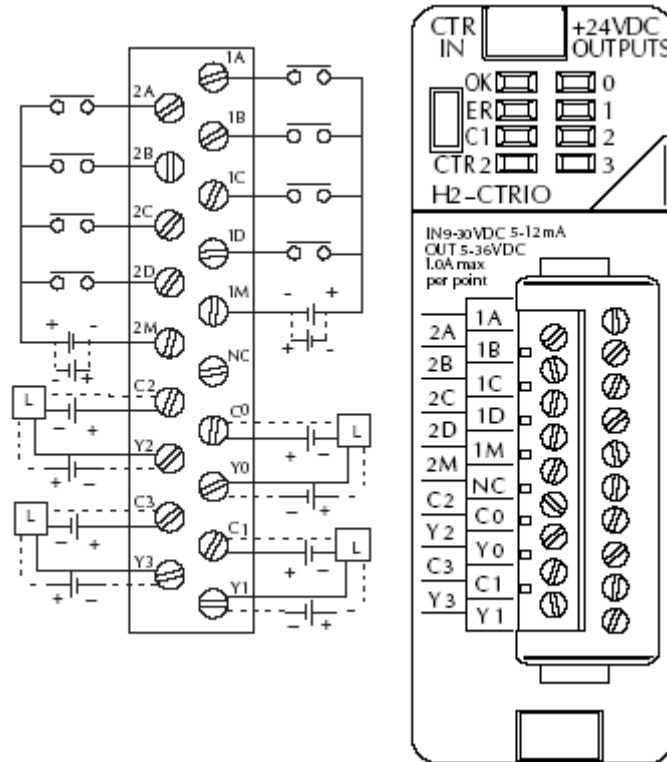 1A
2A
1B
2B
1C
2C
1D
2D
- +
1M
+ -
+ -
2M
- +
NC
C2
L
- +
C0
L
+ -
Y2
+ -
Y0
- +
C3
L
- +
C1
L
- +
Y3
+ -
Y1
- +
CTR IN
+24VDC OUTPUTS
OK 0
ER 1
C1 2
CTR 2 3
H2-CTRIO
IN 9-30VDC 5-12mA
OUT 5-36VDC
1.0A max
per point
1A
2A
1B
2B
1C
2C
1D
2D
1M
2M
NC
C2
C0
Y2
Y0
C3
C1
Y3
Y1